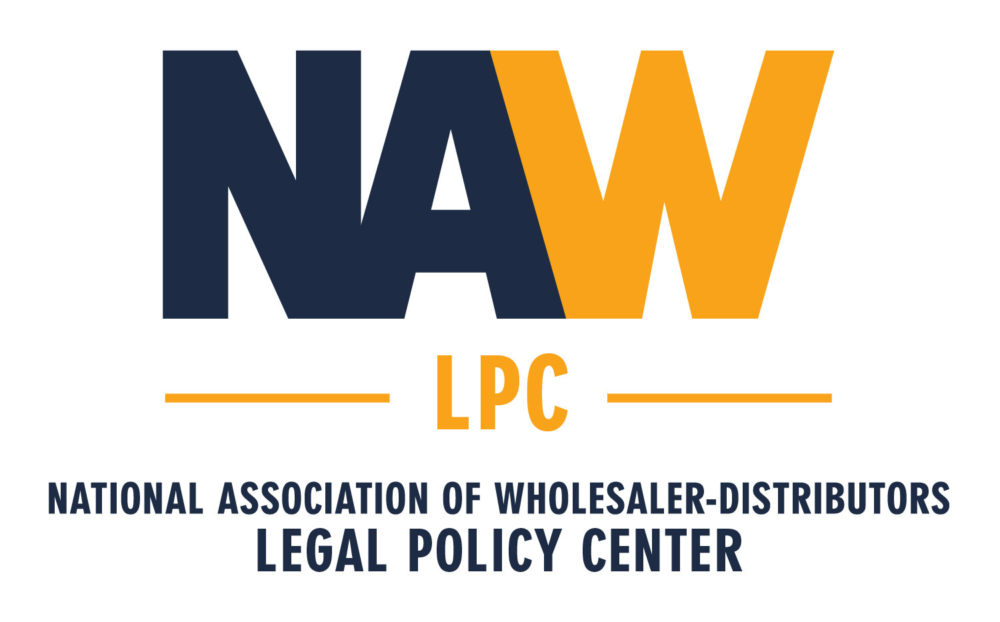 NAW
LPC
NATIONAL ASSOCIATION OF WHOLESALER-DISTRIBUTORS
LEGAL POLICY CENTER